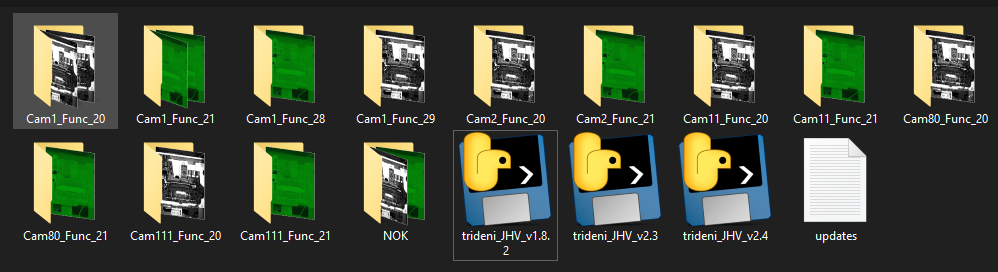 Cam1_Func_20
Cam1_Func_21
Cam1_Func_28
Cam1_Func_29
Cam2_Func_20
Cam2_Func_21
Cam11_Func_20
Cam11_Func_21
Cam80_Func_20
Cam80_Func_21
Cam111_Func_20
Cam111_Func_21
NOK
trideni_JHV_v1.8.
2
trideni_JHV_v2.3
trideni_JHV_v2.4
updates